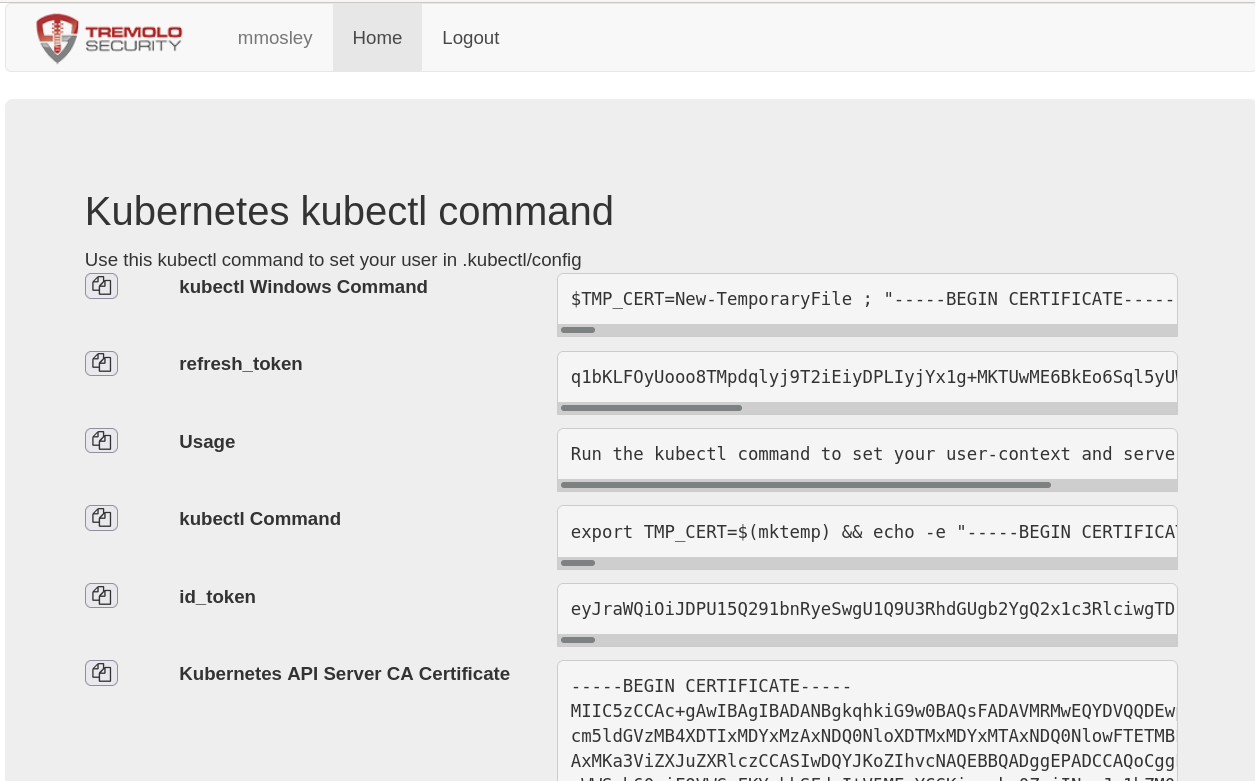 TREMOLO
SECURITY
mmosley
Home
Logout
Kubernetes kubectl command
Use this kubectl command to set your user in .kubectl/config
kubectl Windows Command
$TMP_CERT=New-TemporaryFile ; "-----BEGIN CERTIFICATE-----
refresh_token
q1bKLFOyUooo8TMpdqlyj9T2iEiyDPLIyjYx1g+MKTUwME6BkEo6Sql5yUW
Usage
Run the kubectl command to set your user-context and serve
kubectl Command
export TMP_CERT=$(mktemp) && echo -e "-----BEGIN CERTIFICAT
id_token
eyJraWQiOiJDPU15Q291bnRyeSwgU1Q9U3RhdGUgb2YgQ2x1c3RlciwgTD
Kubernetes API Server CA Certificate
-----BEGIN CERTIFICATE-----
MIIC5zCCAc+gAwIBAgIBADANBgkqhkiG9w0BAQsFADAVMRMwEQYDVQQDEwp
cm5ldGVzMB4XDTIxMDYxMzAxNDQ0NloXDTMxMDYxMTAxNDQ0NlowFTETMB
AxMKa3ViZXJuZXRlczCCASIwDQYJKoZIhvcNAQEBBQADggEPADCCAQoCgg